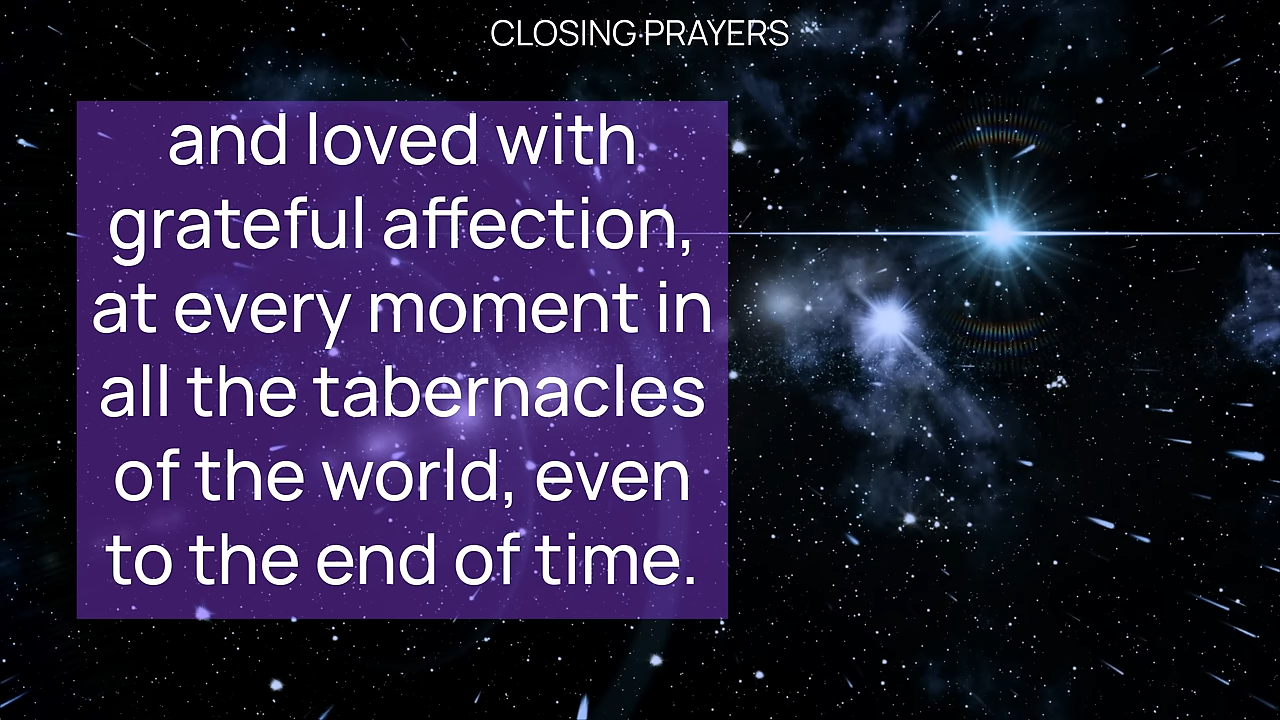 CLOSING PRAYERS
and loved with
grateful affection,
at every moment in
all the tabernacles
of the world, even
to the end of time.